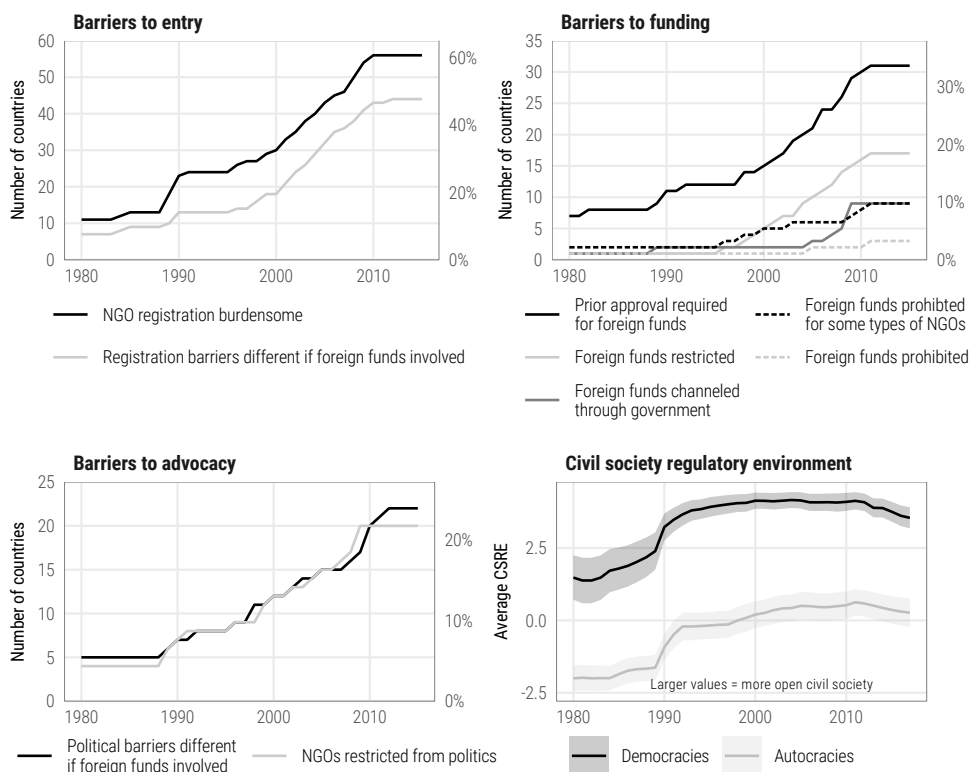 Barriers to entry
Number of countries
60
50
40
30
20
10
0
60%
40%
20%
0%
1980
1990
2000
2010
NGO registration burdensome
Registration barriers different if foreign funds involved
Barriers to funding
Number of countries
35
30
25
20
15
10
5
0
30%
20%
10%
0%
1980
1990
2000
2010
Prior approval required
for foreign funds
Foreign funds restricted
Foreign funds channeled
through government
Foreign funds prohibted
for some types of NGOs
Foreign funds prohibited
Barriers to advocacy
Number of countries
25
20
15
10
5
0
20%
10%
0%
1980
1990
2000
2010
Political barriers different
if foreign funds involved
NGOs restricted from politics
Civil society regulatory environment
Average CSRE
2.5
0.0
-2.5
Larger values = more open civil society
1980
1990
2000
2010
Democracies
Autocracies